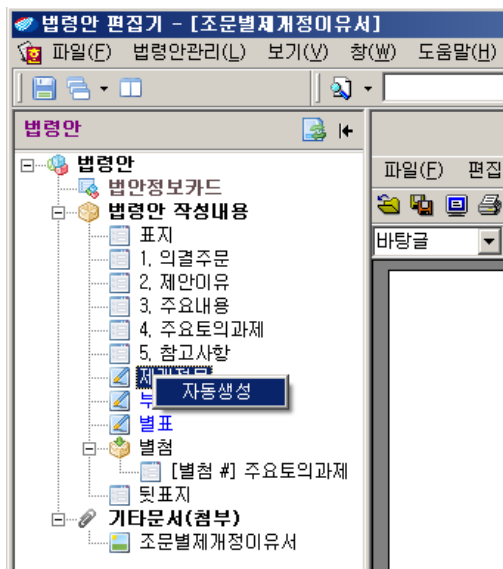 법령안 편집기 - [조문별제개정이유서]
파일(F) 법령안관리(L) 보기(V) 창(W) 도움말(H)
법령안
파일(F) 편집
바탕글
법령안
법안정보카드
법령안 작성내용
표지
1. 의결주문
2. 제안이유
3. 주요내용
4. 주요토의과제
5. 참고사항
자동생성
별표
별첨
[별첨 #] 주요토의과제
뒷표지
기타문서(첨부)
조문별제개정이유서